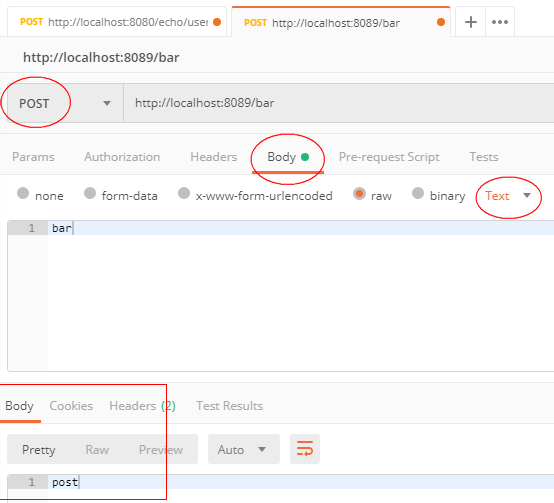 POST http://localhost:8080/echo/user POST http://localhost:8089/bar + •••
http://localhost:8089/bar
POST http://localhost:8089/bar
Params Authorization Headers Body Pre-request Script Tests
none form-data x-www-form-urlencoded raw binary Text
1 bar
Body Cookies Headers (2) Test Results
Pretty Raw Preview Auto
1 post